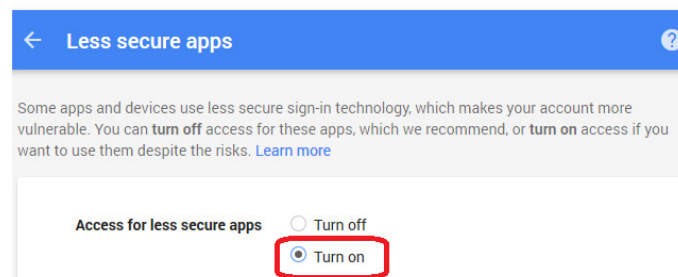 Less secure apps
Some apps and devices use less secure sign-in technology, which makes your account more
vulnerable. You can turn off access for these apps, which we recommend, or turn on access if you
want to use them despite the risks. Learn more
Access for less secure apps
Turn off
Turn on